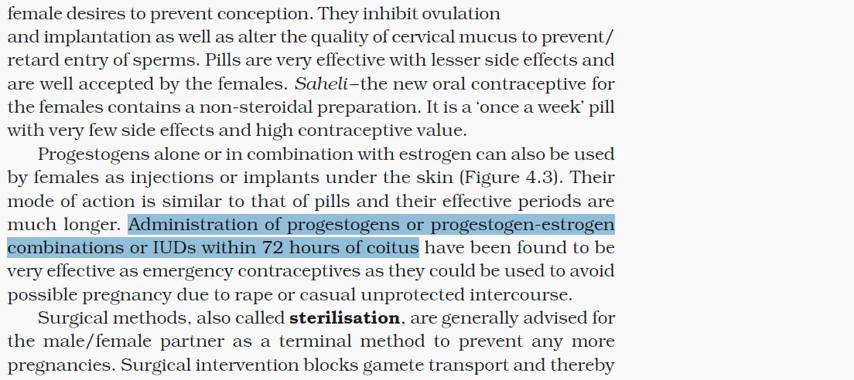 female desires to prevent conception. They inhibit ovulation
and implantation as well as alter the quality of cervical mucus to prevent/
retard entry of sperms. Pills are very effective with lesser side effects and
are well accepted by the females. Saheli–the new oral contraceptive for
the females contains a non-steroidal preparation. It is a ‘once a week’ pill
with very few side effects and high contraceptive value.
Progestogens alone or in combination with estrogen can also be used
by females as injections or implants under the skin (Figure 4.3). Their
mode of action is similar to that of pills and their effective periods are
much longer. Administration of progestogens or progestogen-estrogen
combinations or IUDs within 72 hours of coitus have been found to be
very effective as emergency contraceptives as they could be used to avoid
possible pregnancy due to rape or casual unprotected intercourse.
Surgical methods, also called sterilisation, are generally advised for
the male/female partner as a terminal method to prevent any more
pregnancies. Surgical intervention blocks gamete transport and thereby